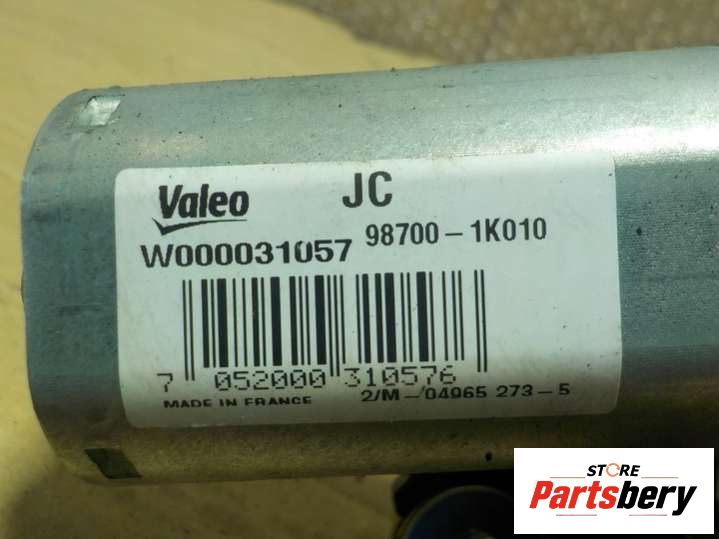 Valeo JC
W000031057 98700-1K010
7 052000 310576
MADE IN FRANCE 2/M-04965 273-5
STORE
Partsbery